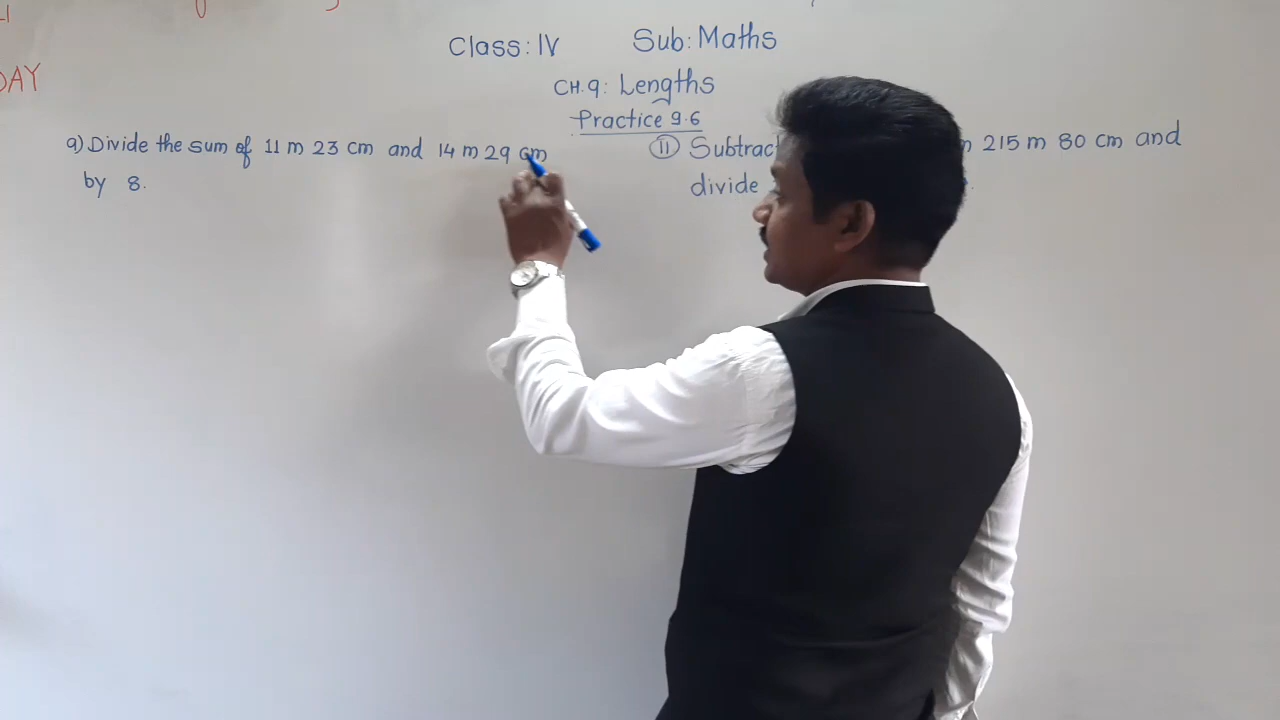 DAY
Class: IV Sub: Maths
CH.9: Lengths
Practice 9.6
9) Divide the sum of 11 m 23 cm and 14 m 29 cm
by 8.
11 Subtract 215 m 80 cm and
divide